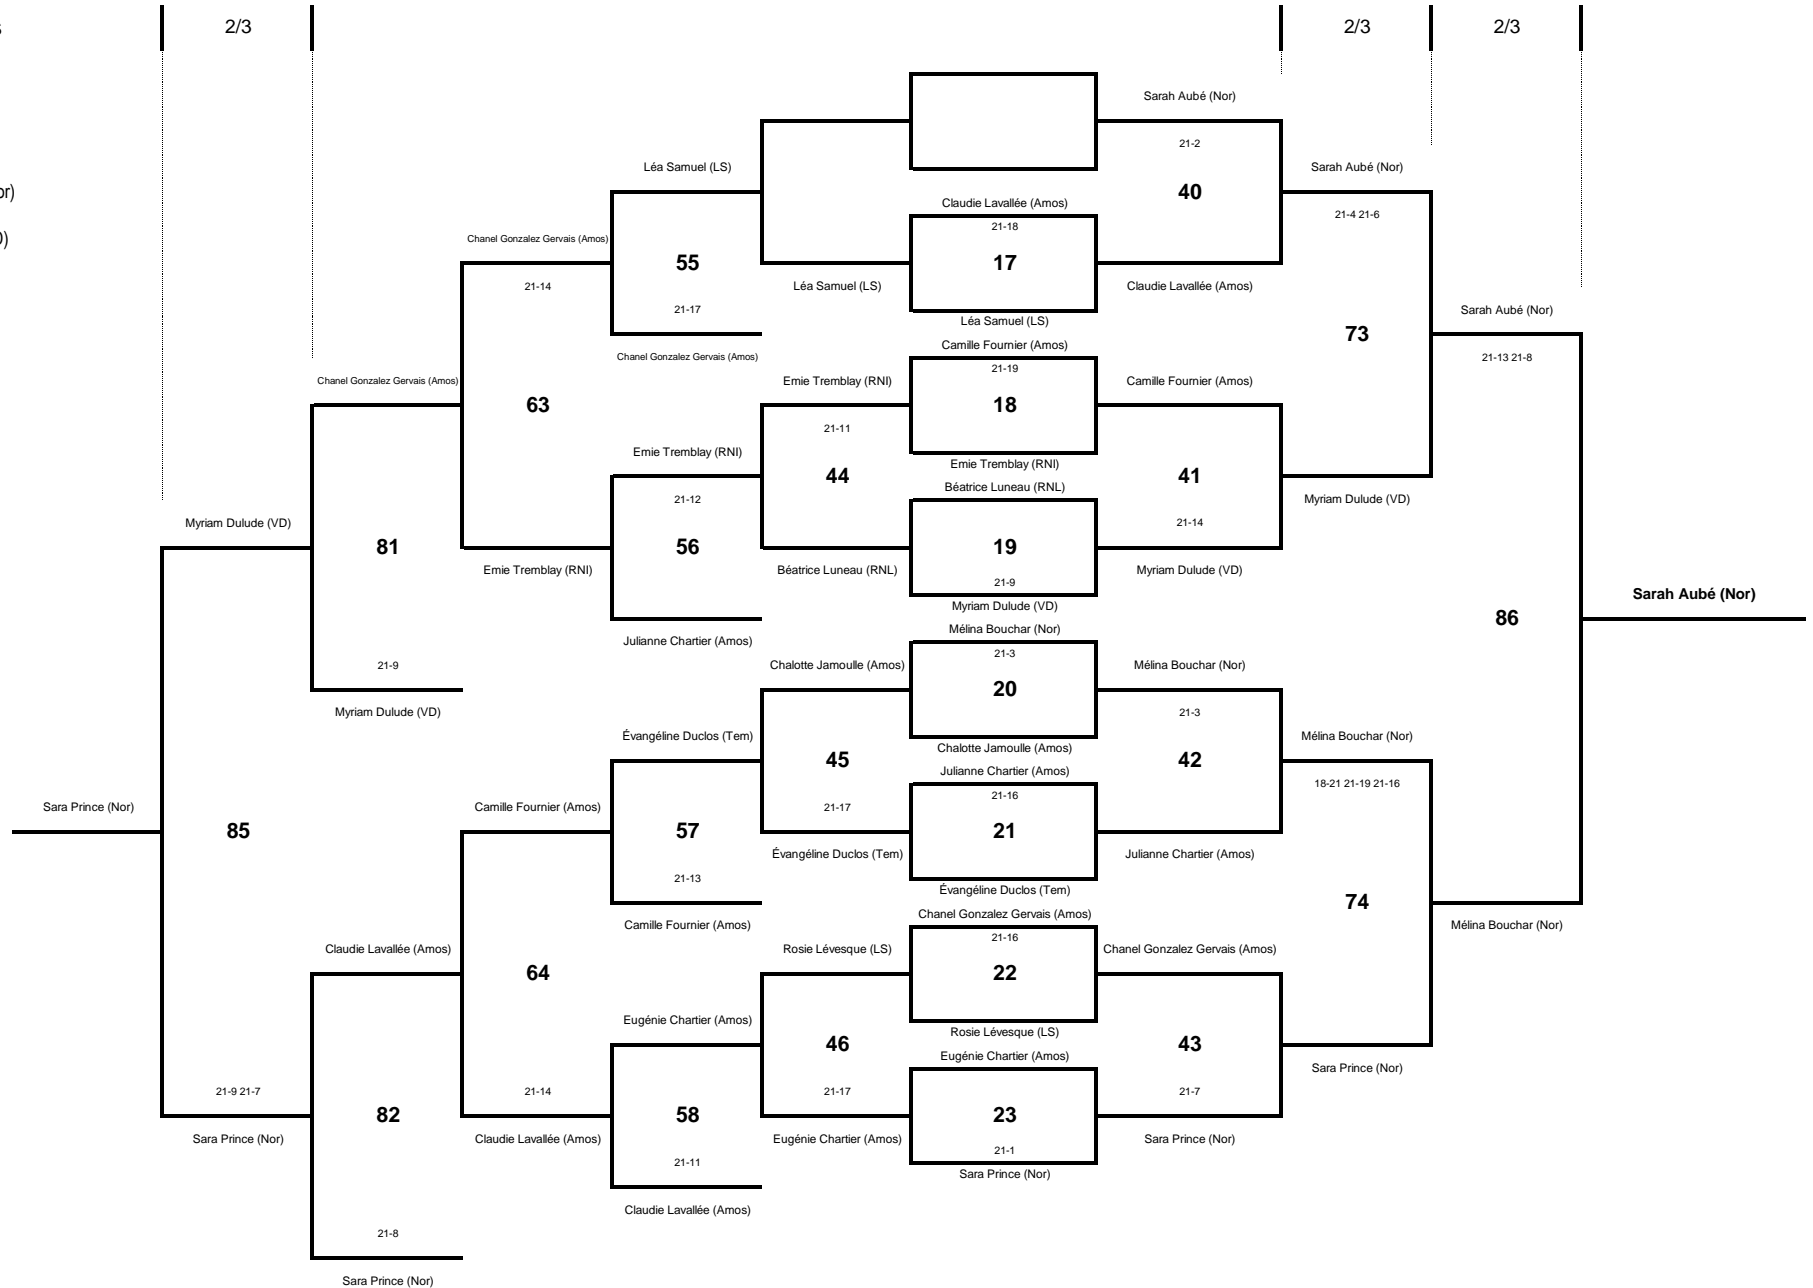 s
2/3
2/3
2/3
or)
D)
Sarah Aubé (Nor)
21-2
40
Léa Samuel (LS)
Sarah Aubé (Nor)
Claudie Lavallée (Amos)
21-4 21-6
21-18
Chanel Gonzalez Gervais (Amos)
55
17
21-14
Léa Samuel (LS)
Claudie Lavallée (Amos)
21-17
Sarah Aubé (Nor)
Léa Samuel (LS)
73
Camille Fournier (Amos)
Chanel Gonzalez Gervais (Amos)
21-13 21-8
21-19
Chanel Gonzalez Gervais (Amos)
Emie Tremblay (RNI)
Camille Fournier (Amos)
63
18
21-11
Emie Tremblay (RNI)
Emie Tremblay (RNI)
44
41
Béatrice Luneau (RNL)
21-12
Myriam Dulude (VD)
Myriam Dulude (VD)
21-14
81
56
19
Emie Tremblay (RNI)
Béatrice Luneau (RNL)
Myriam Dulude (VD)
21-9
Sarah Aubé (Nor)
Myriam Dulude (VD)
86
Mélina Bouchar (Nor)
Julianne Chartier (Amos)
21-3
21-9
Chalotte Jamoulle (Amos)
Mélina Bouchar (Nor)
20
Myriam Dulude (VD)
21-3
Évangéline Duclos (Tem)
Mélina Bouchar (Nor)
Chalotte Jamoulle (Amos)
45
42
Julianne Chartier (Amos)
18-21 21-19 21-16
21-16
Sara Prince (Nor)
Camille Fournier (Amos)
21-17
85
57
21
Évangéline Duclos (Tem)
Julianne Chartier (Amos)
21-13
Évangéline Duclos (Tem)
74
Chanel Gonzalez Gervais (Amos)
Camille Fournier (Amos)
Mélina Bouchar (Nor)
21-16
Claudie Lavallée (Amos)
Rosie Lévesque (LS)
Chanel Gonzalez Gervais (Amos)
64
22
Eugénie Chartier (Amos)
Rosie Lévesque (LS)
46
43
Eugénie Chartier (Amos)
Sara Prince (Nor)
21-9 21-7
21-14
21-17
21-7
82
58
23
Sara Prince (Nor)
Claudie Lavallée (Amos)
Eugénie Chartier (Amos)
Sara Prince (Nor)
21-1
21-11
Sara Prince (Nor)
Claudie Lavallée (Amos)
21-8
Sara Prince (Nor)